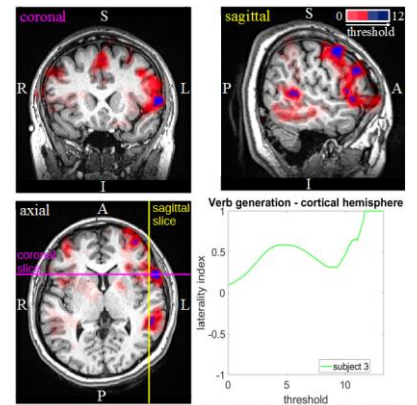 coronal
S
R
L
I
sagittal
S
0
12
threshold
P
A
I
axial
A
sagittal
slice
coronal
slice
R
L
P
Verb generation - cortical hemisphere
1
0.5
0
-0.5
-1
laterality index
0
5
10
threshold
subject 3